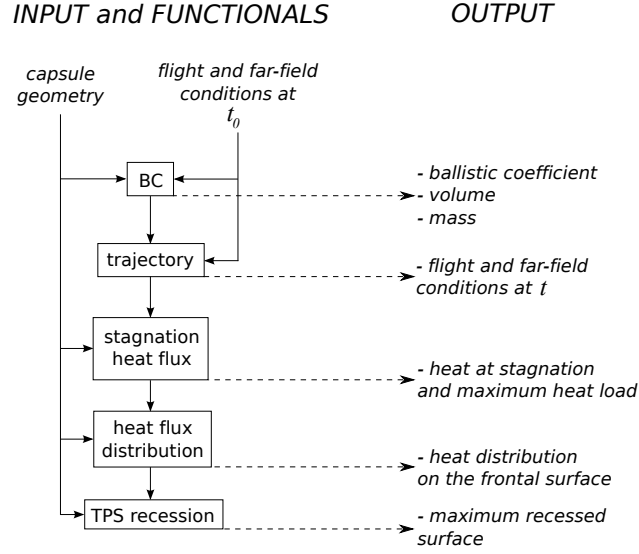 INPUT and FUNCTIONALS
OUTPUT
capsule
geometry
flight and far-field
conditions at
t0
BC
- ballistic coefficient
- volume
- mass
trajectory
- flight and far-field
conditions at t
stagnation
heat flux
- heat at stagnation
and maximum heat load
heat flux
distribution
- heat distribution
on the frontal surface
TPS recession
- maximum recessed
surface